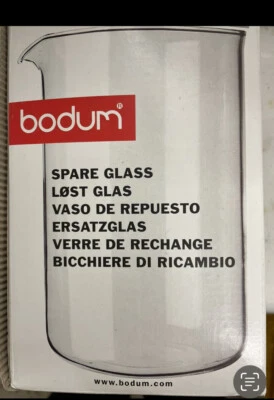 bodum®
SPARE GLASS
LØST GLAS
VASO DE REPUESTO
ERSATZGLAS
VERRE DE RECHANGE
BICCHIERE DI RICAMBIO
www.bodum.com